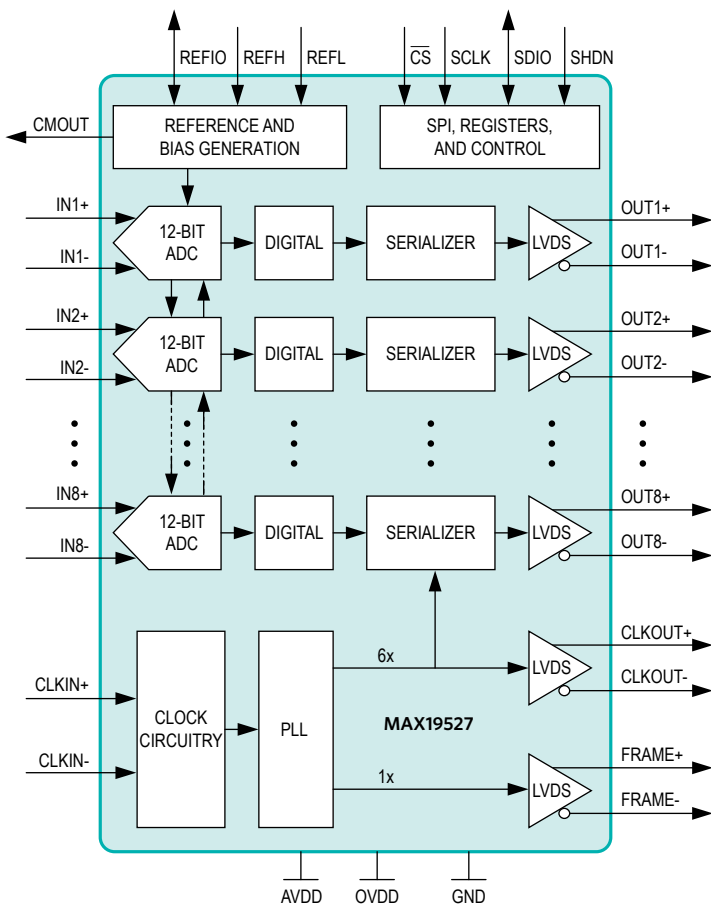 REFIO REFH REFL CS SCLK SDIO SHDN
CMOUT
REFERENCE AND
BIAS GENERATION
SPI, REGISTERS,
AND CONTROL
IN1+
IN1-
12-BIT
ADC
DIGITAL
SERIALIZER
LVDS
OUT1+
OUT1-
IN2+
IN2-
12-BIT
ADC
DIGITAL
SERIALIZER
LVDS
OUT2+
OUT2-
IN8+
IN8-
12-BIT
ADC
DIGITAL
SERIALIZER
LVDS
OUT8+
OUT8-
CLKIN+
CLKIN-
CLOCK
CIRCUITRY
PLL
6x
1x
MAX19527
LVDS
CLKOUT+
CLKOUT-
LVDS
FRAME+
FRAME-
AVDD OVDD GND